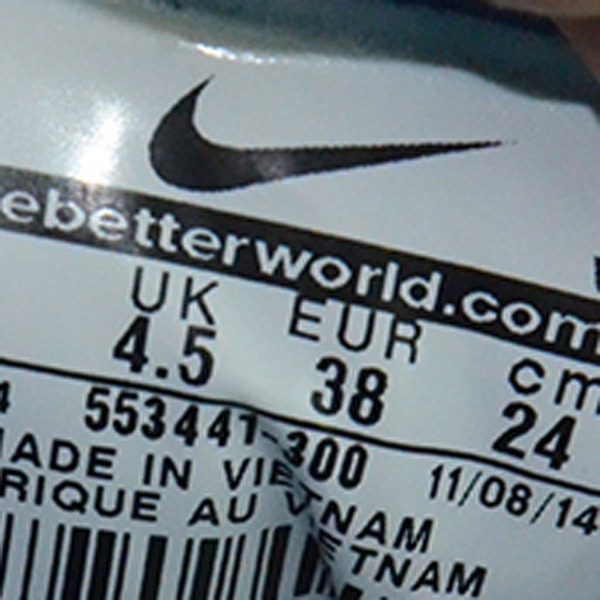 ebetterworld.com
UK EUR cm
4.5 38 24
4 553441-300 11/08/14
MADE IN VIETNAM
RIQUE AU VIETNAM